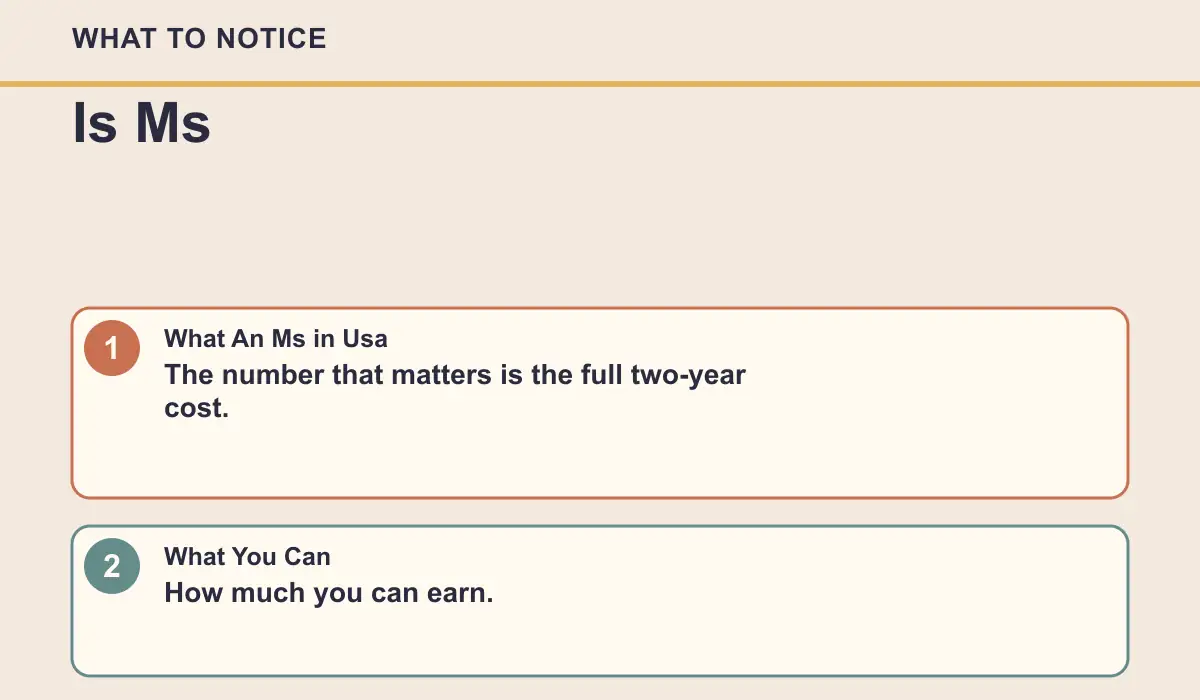 WHAT TO NOTICE
Is Ms
1
What An Ms in Usa
The number that matters is the full two-year
cost.
2
What You Can
How much you can earn.